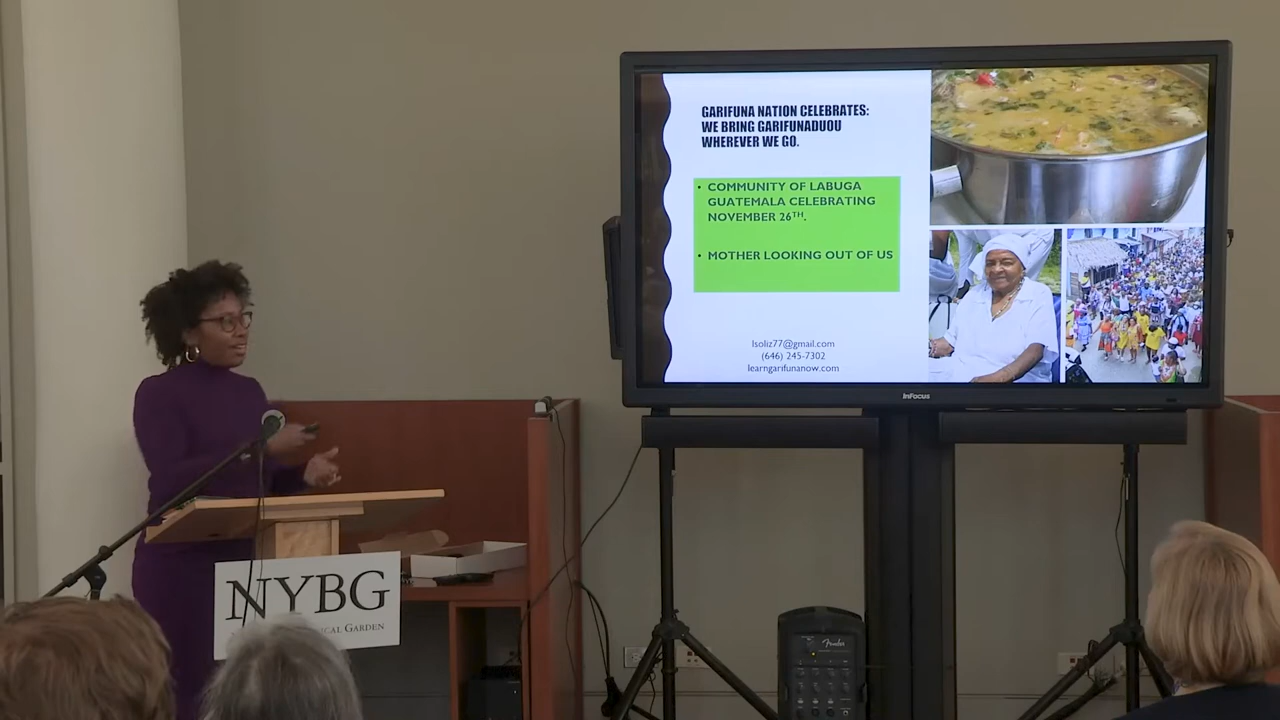 GARIFUNA NATION CELEBRATES:
WE BRING GARIFUNADUOU
WHEREVER WE GO.
• COMMUNITY OF LABUGA
GUATEMALA CELEBRATING
NOVEMBER 26TH.
• MOTHER LOOKING OUT OF US
lsoliz77@gmail.com
(646) 245-7302
learngarifunanow.com
InFocus
NYBG
GARDEN
Fender